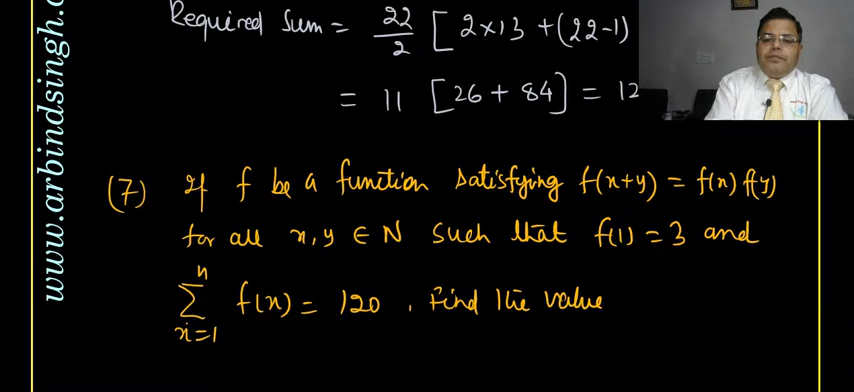 www.arbindsingh.c
Required Sum = 22/2 [ 2×13 + (22-1)
= 11 [26 + 84] = 12
(7) If f be a function satisfying f(x+y) = f(x) f(y)
for all x, y ∈ N such that f(1) = 3 and
n
∑ f(x) = 120 , Find the value
x=1